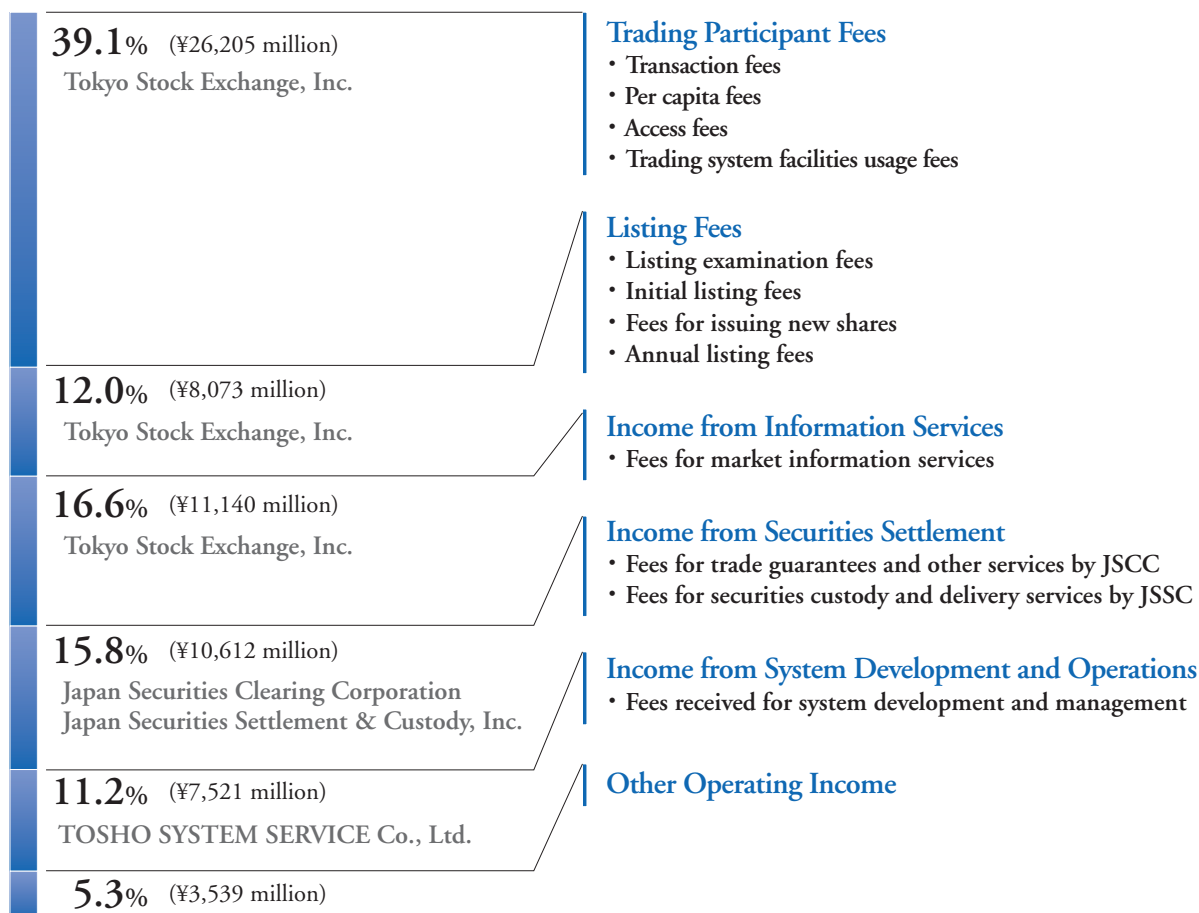 39.1% (¥26,205 million)
Tokyo Stock Exchange, Inc.
Trading Participant Fees
・Transaction fees
・Per capita fees
・Access fees
・Trading system facilities usage fees
12.0% (¥8,073 million)
Tokyo Stock Exchange, Inc.
Listing Fees
・Listing examination fees
・Initial listing fees
・Fees for issuing new shares
・Annual listing fees
16.6% (¥11,140 million)
Tokyo Stock Exchange, Inc.
Income from Information Services
・Fees for market information services
15.8% (¥10,612 million)
Japan Securities Clearing Corporation
Japan Securities Settlement & Custody, Inc.
Income from Securities Settlement
・Fees for trade guarantees and other services by JSCC
・Fees for securities custody and delivery services by JSSC
11.2% (¥7,521 million)
TOSHO SYSTEM SERVICE Co., Ltd.
Income from System Development and Operations
・Fees received for system development and management
5.3% (¥3,539 million)
Other Operating Income